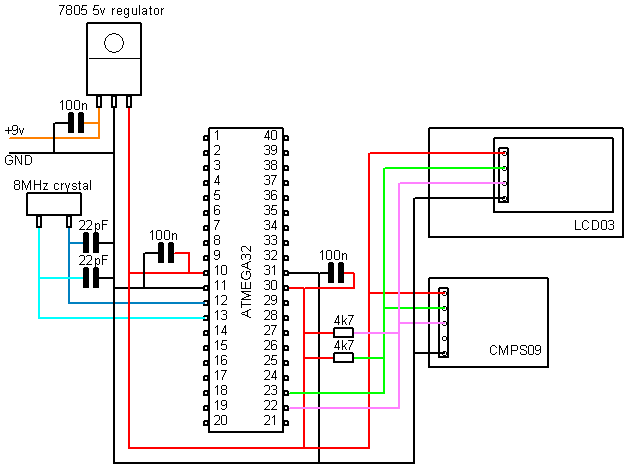 7805 5v regulator
100n
+9v
GND
8MHz crystal
22pF
22pF
100n
ATMEGA32
1 40
2 39
3 38
4 37
5 36
6 35
7 34
8 33
9 32
10 31
11 30
12 29
13 28
14 27
15 26
16 25
17 24
18 23
19 22
20 21
100n
4k7
4k7
LCD03
CMPS09